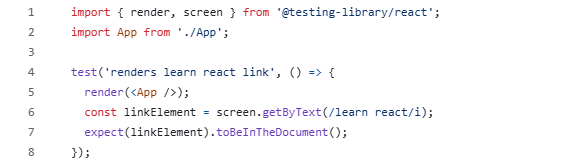 1 import { render, screen } from '@testing-library/react';
2 import App from './App';
3
4 test('renders learn react link', () => {
5   render(<App />);
6   const linkElement = screen.getByText(/learn react/i);
7   expect(linkElement).toBeInTheDocument();
8 });